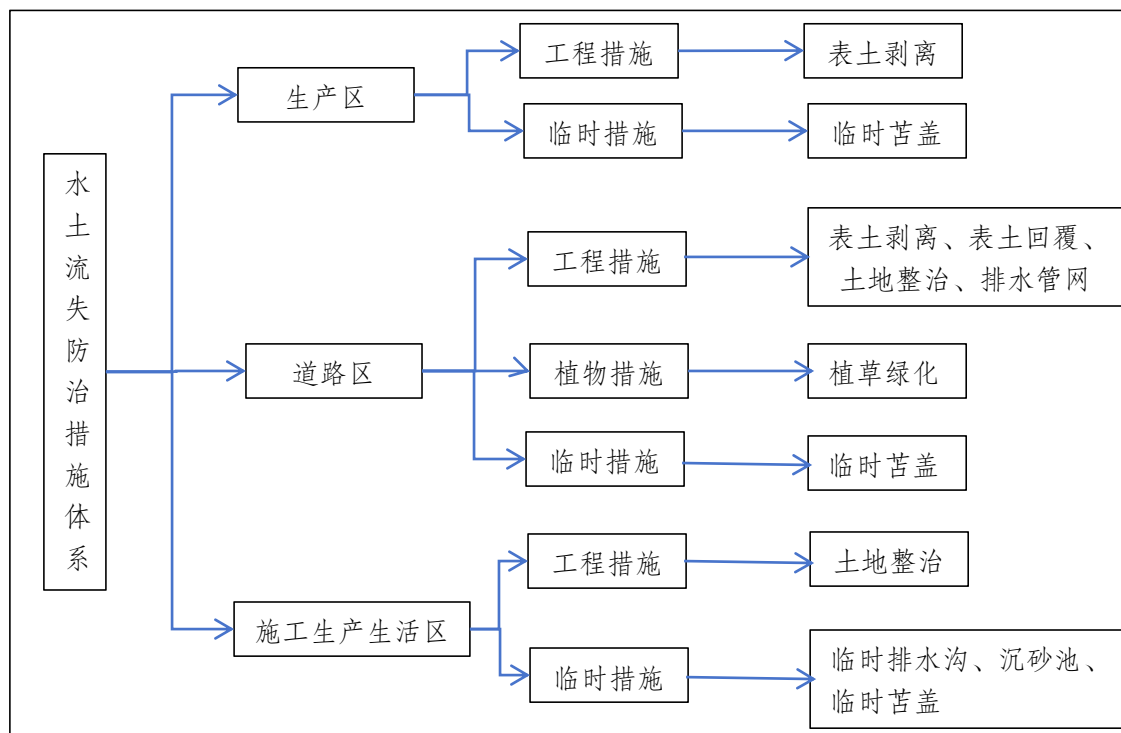 水土流失防治措施体系
生产区
工程措施
表土剥离
临时措施
临时苫盖
道路区
工程措施
表土剥离、表土回覆、
土地整治、排水管网
植物措施
植草绿化
临时措施
临时苫盖
施工生产生活区
工程措施
土地整治
临时措施
临时排水沟、沉砂池、
临时苫盖